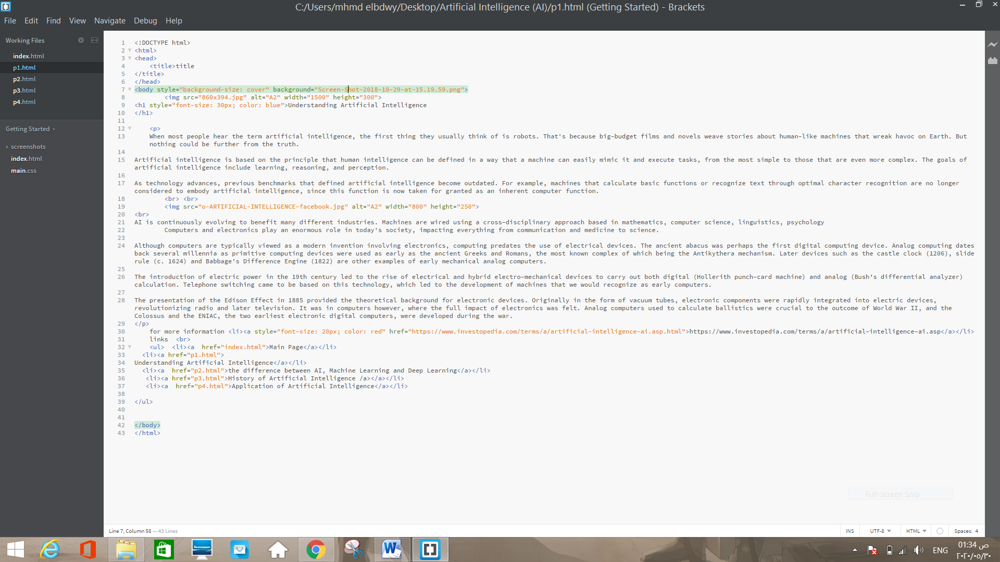 C:/Users/mhmd elbdwy/Desktop/Artificial Intelligence (AI)/p1.html (Getting Started) - Brackets
File Edit Find View Navigate Debug Help
Working Files
index.html
p1.html
p2.html
p3.html
p4.html
Getting Started
screenshots
index.html
main.css
1 <!DOCTYPE html>
2 <html>
3 <head>
4 <title>title
5 </title>
6 </head>
7 <body style="background-size: cover" background="Screen-Shot-2018-10-29-at-15.19.59.png">
8 <img src="860x394.jpg" alt="A2" width="1500" height="300">
9 <h1 style="font-size: 30px; color: blue">Understanding Artificial Intelligence
10 </h1>
11
12 <p>
13 When most people hear the term artificial intelligence, the first thing they usually think of is robots. That's because big-budget films and novels weave stories about human-like machines that wreak havoc on Earth. But
nothing could be further from the truth.
14
15 Artificial intelligence is based on the principle that human intelligence can be defined in a way that a machine can easily mimic it and execute tasks, from the most simple to those that are even more complex. The goals of
artificial intelligence include learning, reasoning, and perception.
16
17 As technology advances, previous benchmarks that defined artificial intelligence become outdated. For example, machines that calculate basic functions or recognize text through optimal character recognition are no longer
considered to embody artificial intelligence, since this function is now taken for granted as an inherent computer function.
18 <br> <br>
19 <img src="o-ARTIFICIAL-INTELLIGENCE-facebook.jpg" alt="A2" width="800" height="250">
20 <br>
21 AI is continuously evolving to benefit many different industries. Machines are wired using a cross-disciplinary approach based in mathematics, computer science, linguistics, psychology
22 Computers and electronics play an enormous role in today's society, impacting everything from communication and medicine to science.
23
24 Although computers are typically viewed as a modern invention involving electronics, computing predates the use of electrical devices. The ancient abacus was perhaps the first digital computing device. Analog computing dates
back several millennia as primitive computing devices were used as early as the ancient Greeks and Romans, the most known complex of which being the Antikythera mechanism. Later devices such as the castle clock (1206), slide
rule (c. 1624) and Babbage's Difference Engine (1822) are other examples of early mechanical analog computers.
25
26 The introduction of electric power in the 19th century led to the rise of electrical and hybrid electro-mechanical devices to carry out both digital (Hollerith punch-card machine) and analog (Bush’s differential analyzer)
calculation. Telephone switching came to be based on this technology, which led to the development of machines that we would recognize as early computers.
27
28 The presentation of the Edison Effect in 1885 provided the theoretical background for electronic devices. Originally in the form of vacuum tubes, electronic components were rapidly integrated into electric devices,
revolutionizing radio and later television. It was in computers however, where the full impact of electronics was felt. Analog computers used to calculate ballistics were crucial to the outcome of World War II, and the
Colossus and the ENIAC, the two earliest electronic digital computers, were developed during the war.
29 </p>
30 for more information <li><a style="font-size: 20px; color: red" href="https://www.investopedia.com/terms/a/artificial-intelligence-ai.asp.html">https://www.investopedia.com/terms/a/artificial-intelligence-ai.asp</a></li>
31 links <br>
32 <ul> <li><a  href="index.html">Main Page</a></li>
33 <li><a href="p1.html">
34 Understanding Artificial Intelligence</a></li>
35 <li><a  href="p2.html">the difference between AI, Machine Learning and Deep Learning</a></li>
36 <li><a href="p3.html">History of Artificial Intelligence /a></a></li>
37 <li><a  href="p4.html">Application of Artificial Intelligence</a></li>
38
39 </ul>
40
41
42 </body>
43 </html>
Full-screen Snip
Line 7, Column 58 — 43 Lines
INS UTF-8 HTML Spaces: 4
lenovo
ENG
01:34 ص
٢٠٢٠/٠٥/٣٠